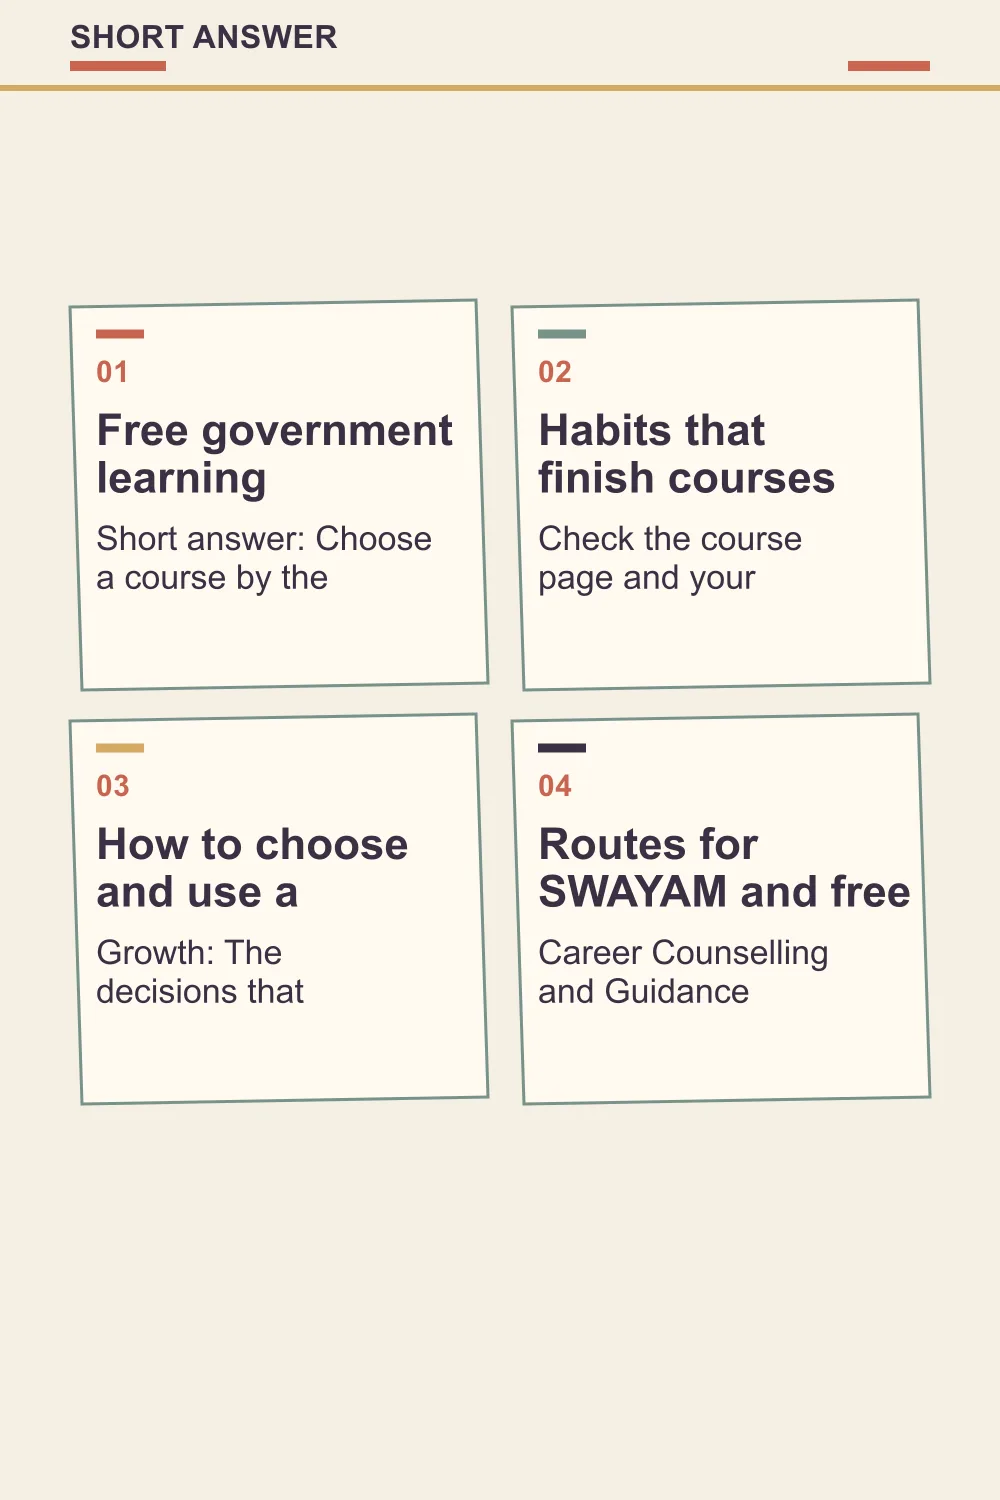 SHORT ANSWER
01
Free government
learning
Short answer: Choose
a course by the
02
Habits that
finish courses
Check the course
page and your
03
How to choose
and use a
Growth: The
decisions that
04
Routes for
SWAYAM and free
Career Counselling
and Guidance